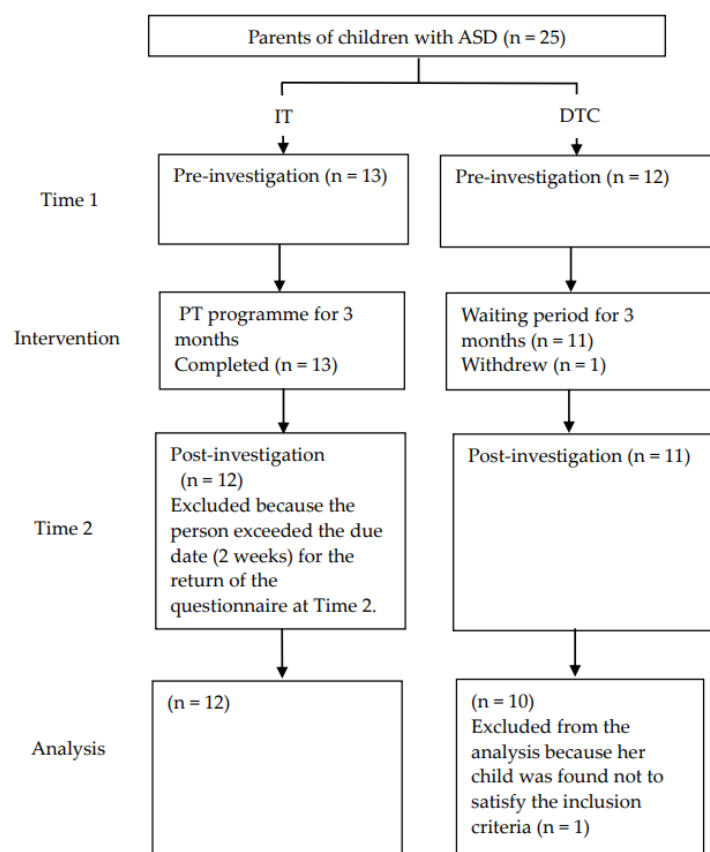 Parents of children with ASD (n = 25)
IT
DTC
Time 1
Pre-investigation (n = 13)
Pre-investigation (n = 12)
Intervention
PT programme for 3
months
Completed (n = 13)
Waiting period for 3
months (n = 11)
Withdrew (n = 1)
Time 2
Post-investigation
(n = 12)
Excluded because the
person exceeded the due
date (2 weeks) for the
return of the
questionnaire at Time 2.
Post-investigation (n = 11)
Analysis
(n = 12)
(n = 10)
Excluded from the
analysis because her
child was found not to
satisfy the inclusion
criteria (n = 1)